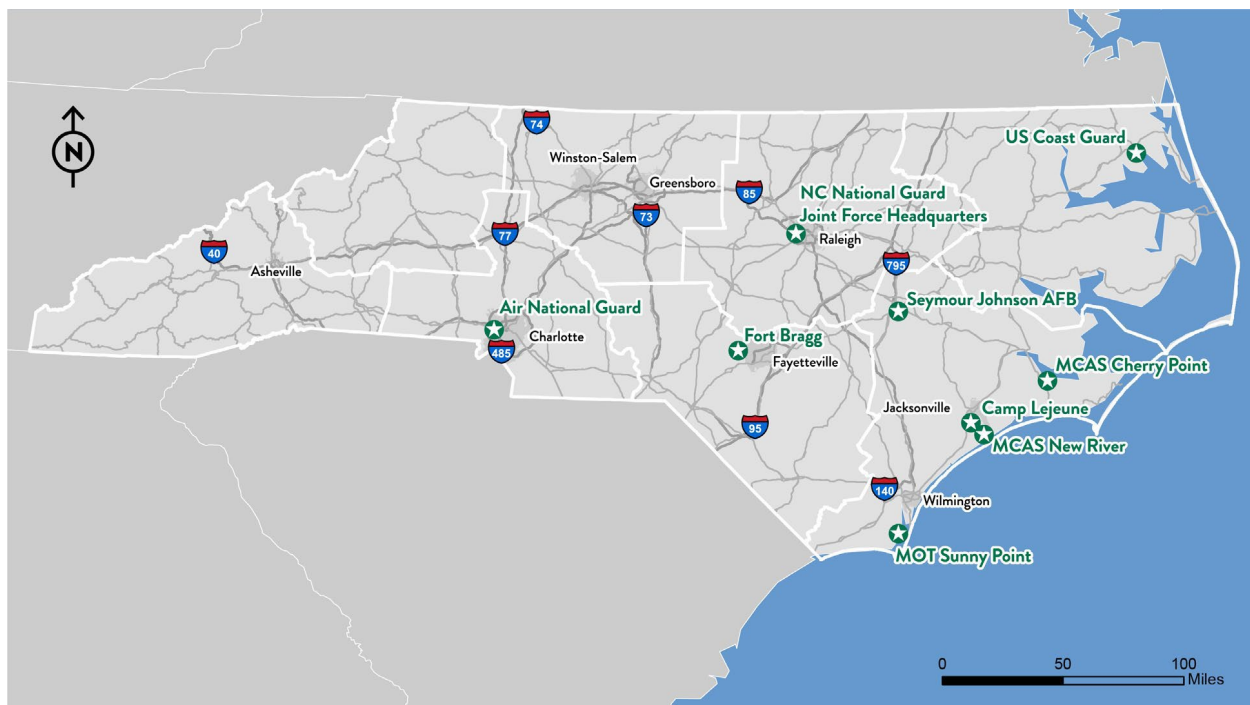 N
74
Winston-Salem
Greensboro
85
73
77
40
Asheville
US Coast Guard
NC National Guard
Joint Force Headquarters
Raleigh
795
Seymour Johnson AFB
Air National Guard
Charlotte
485
Fort Bragg
Fayetteville
MCAS Cherry Point
Jacksonville
Camp Lejeune
MCAS New River
95
140
Wilmington
MOT Sunny Point
0 50 100
Miles